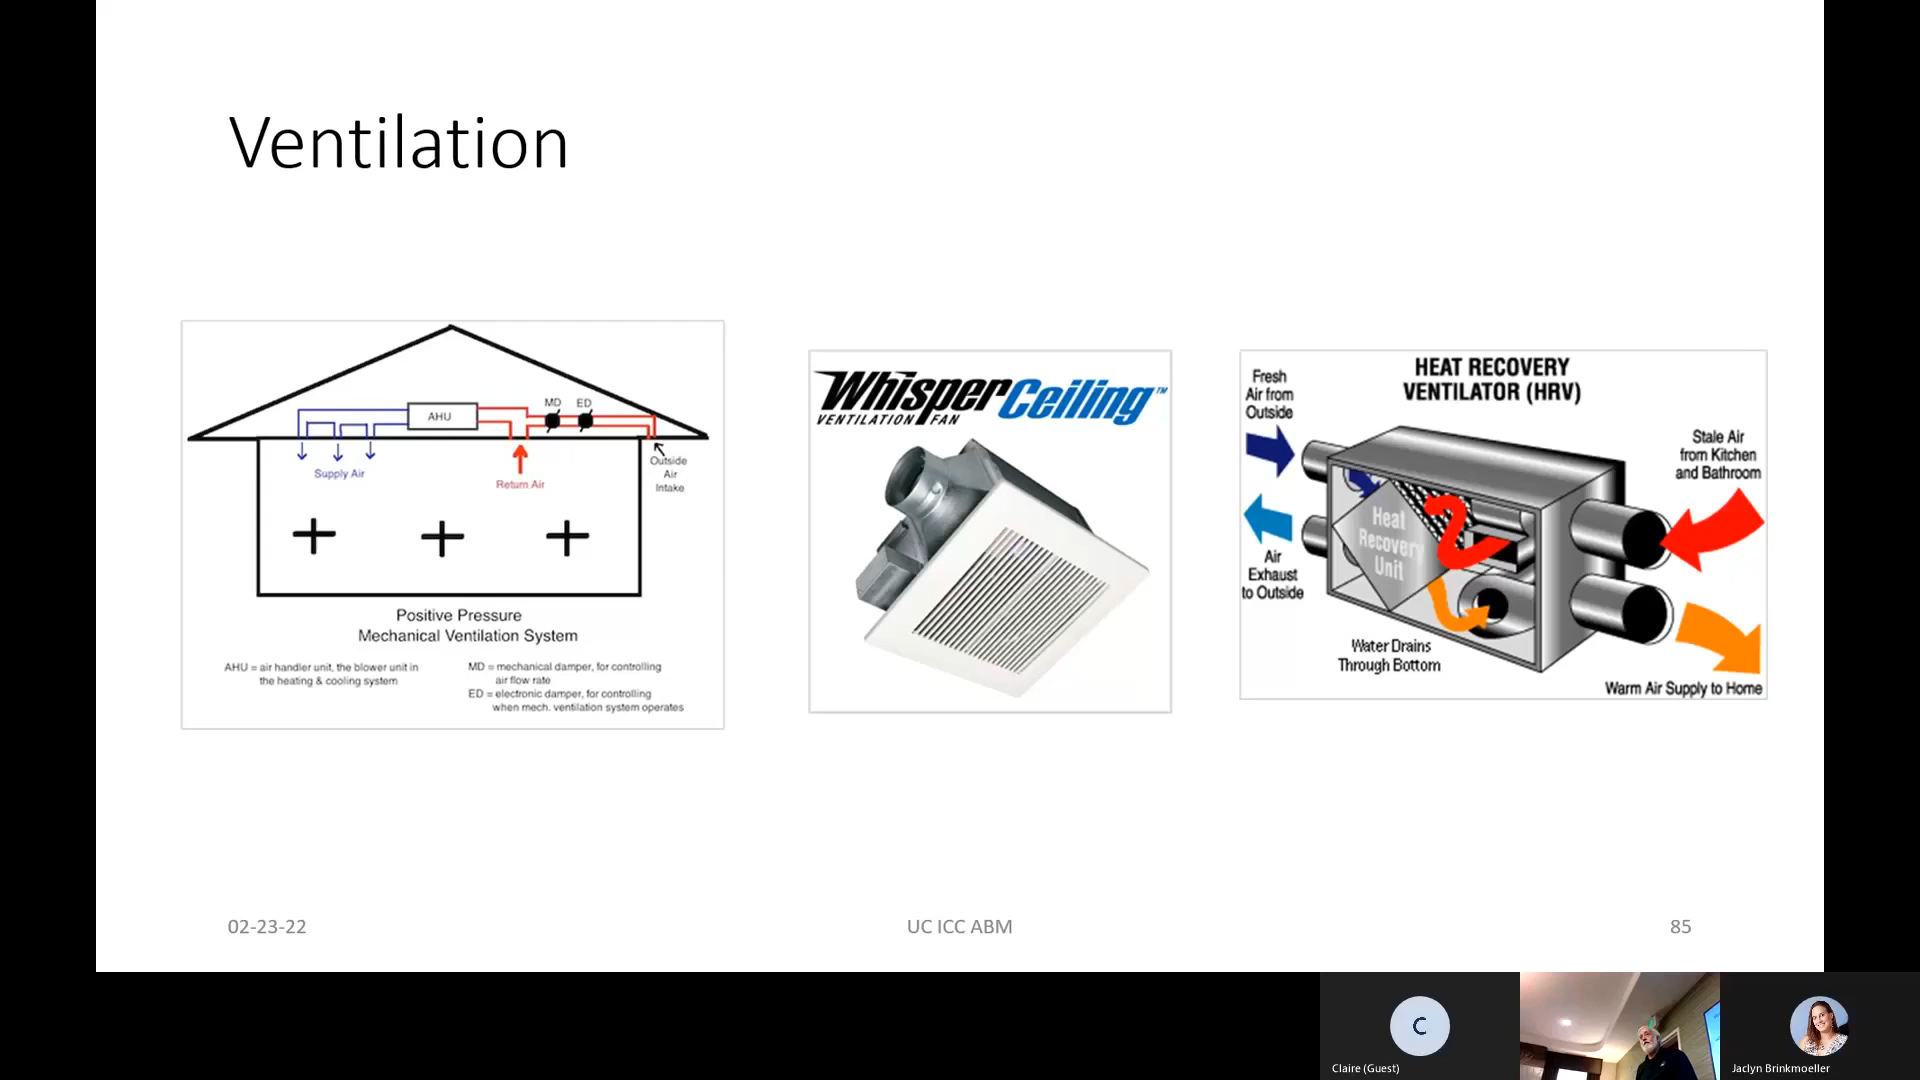 Ventilation
MD
ED
AHU
Supply Air
Return Air
Outside
Air
Intake
Positive Pressure
Mechanical Ventilation System
AHU = air handler unit, the blower unit in
the heating & cooling system
MD = mechanical damper, for controlling
air flow rate
ED = electronic damper, for controlling
when mech. ventilation system operates
WhisperCeiling™
VENTILATION FAN
HEAT RECOVERY
VENTILATOR (HRV)
Fresh
Air from
Outside
Stale Air
from Kitchen
and Bathroom
Heat
Recovery
Unit
Air
Exhaust
to Outside
Water Drains
Through Bottom
Warm Air Supply to Home
02-23-22
UC ICC ABM
85
C
Claire (Guest)
Jaclyn Brinkmoeller